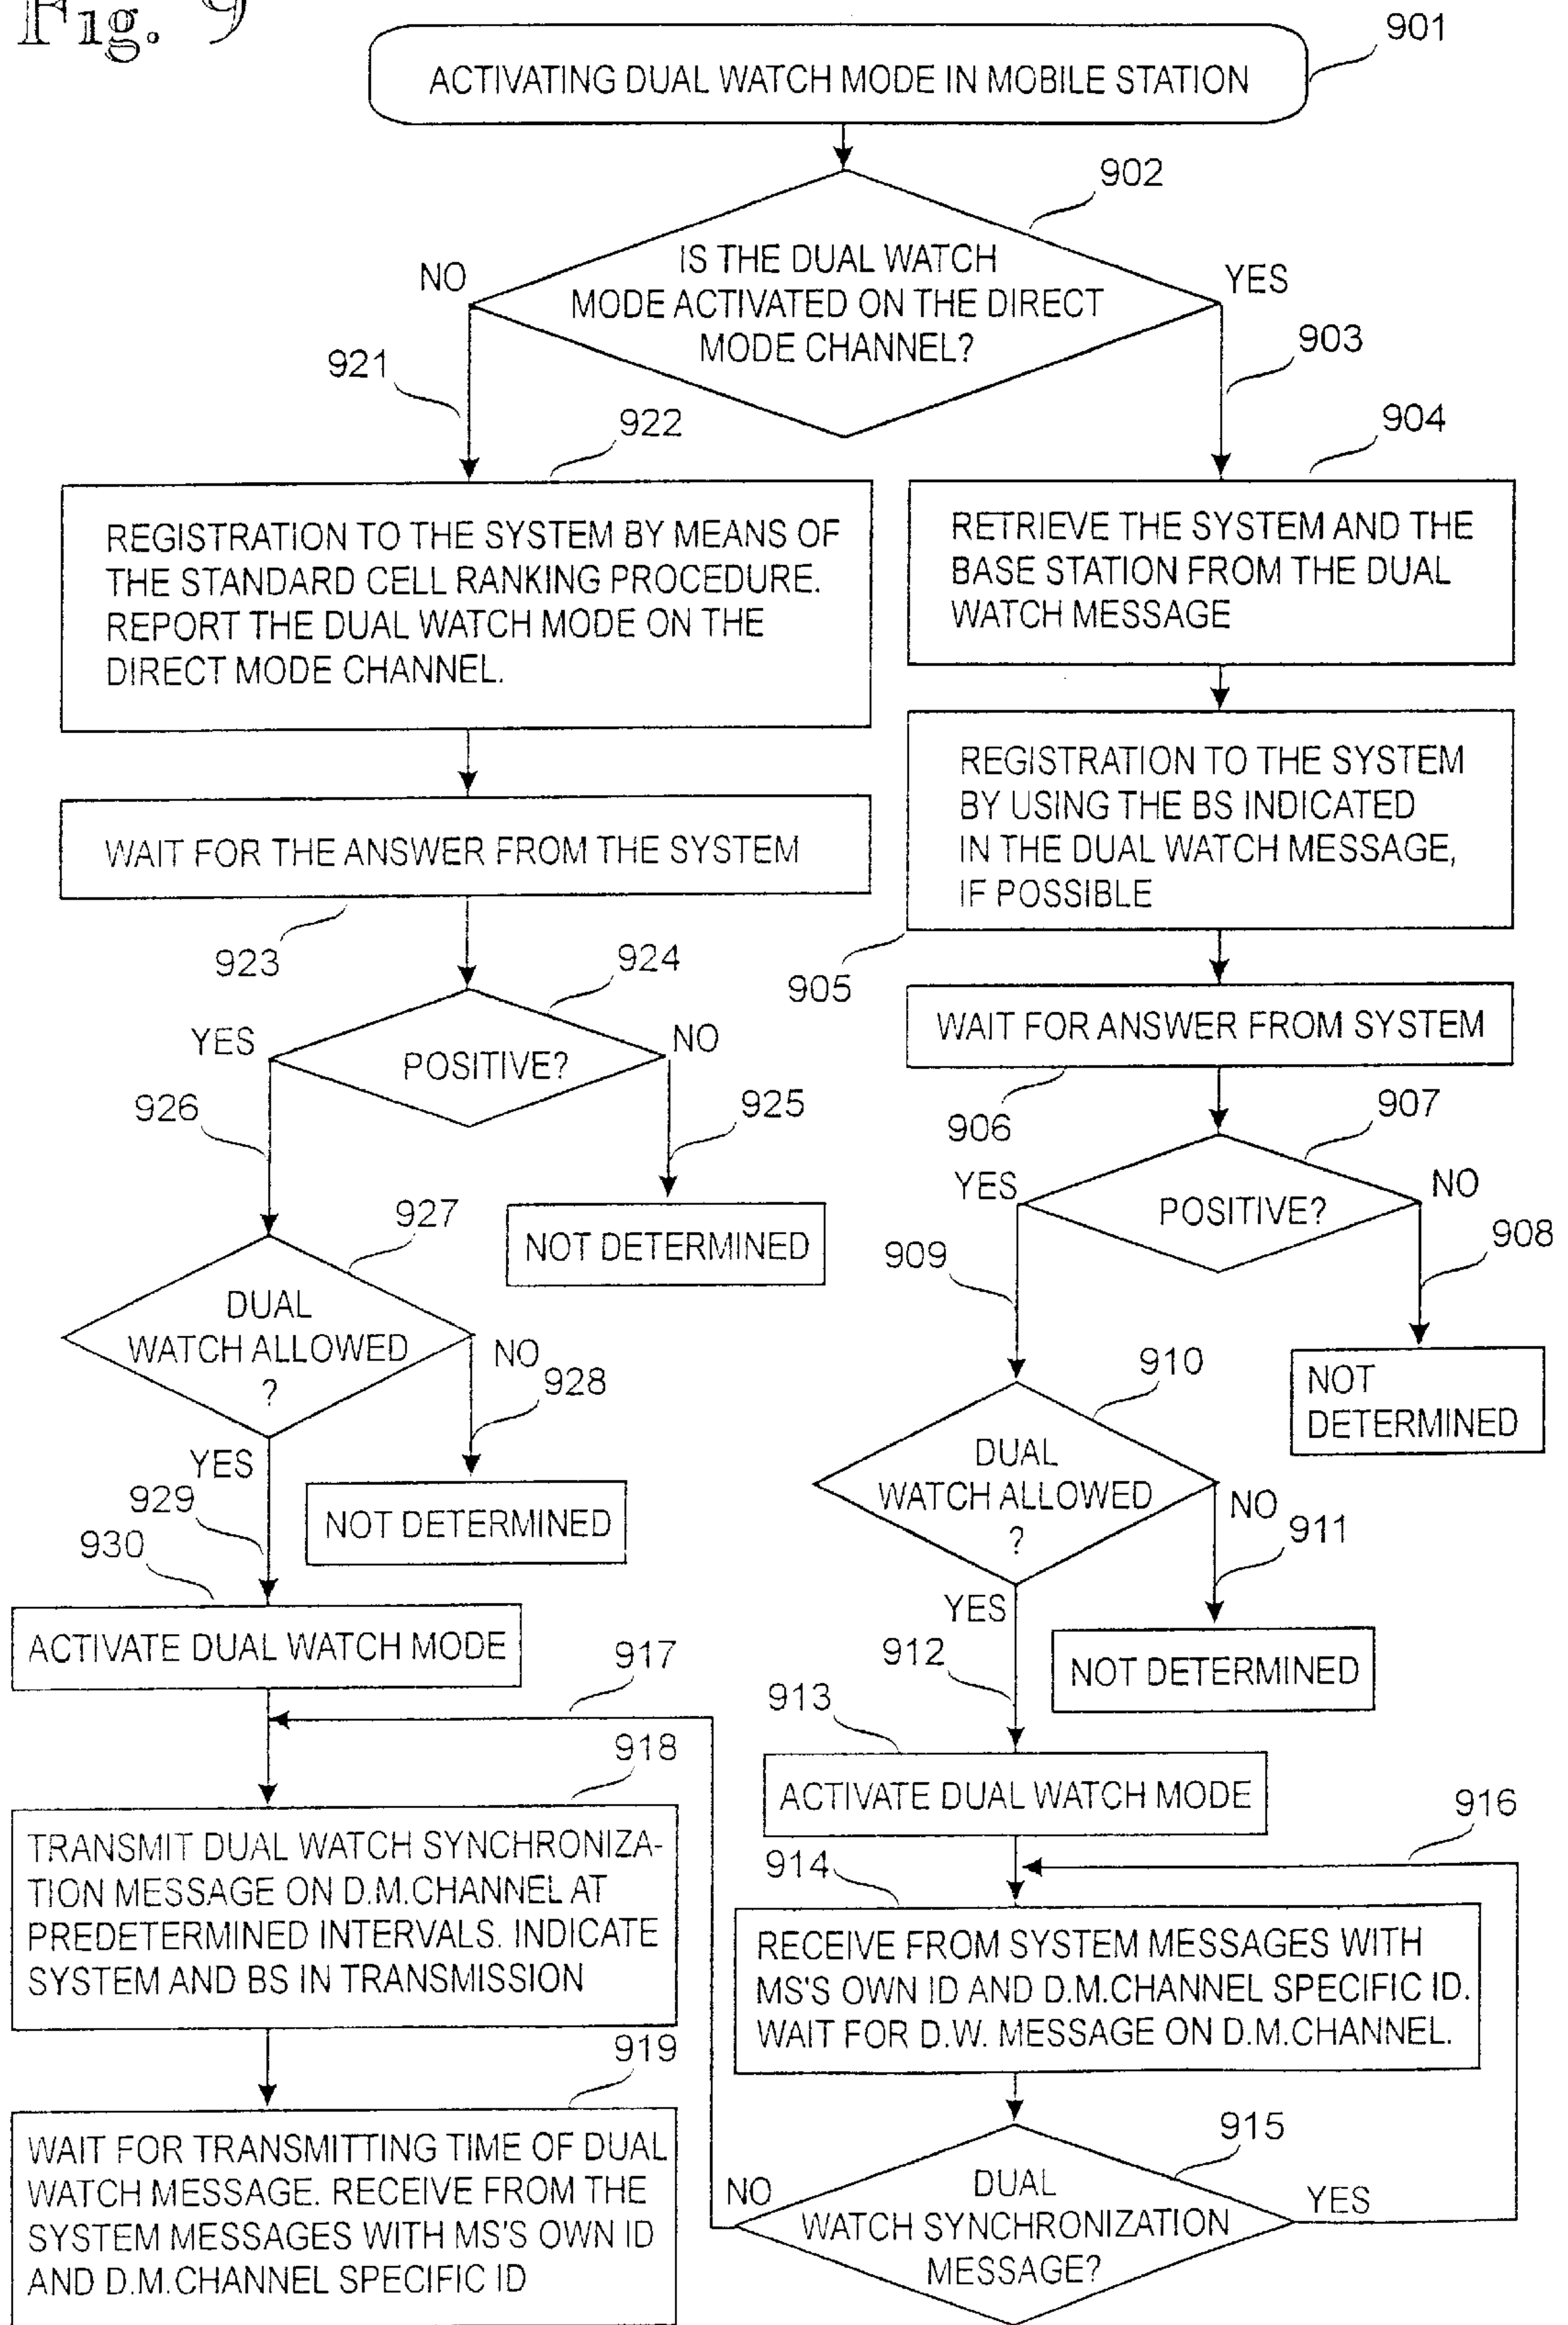 Fig. 9
901
ACTIVATING DUAL WATCH MODE IN MOBILE STATION
902
IS THE DUAL WATCH
MODE ACTIVATED ON THE DIRECT
MODE CHANNEL?
NO
YES
921
903
922
904
REGISTRATION TO THE SYSTEM BY MEANS OF
THE STANDARD CELL RANKING PROCEDURE.
REPORT THE DUAL WATCH MODE ON THE
DIRECT MODE CHANNEL.
RETRIEVE THE SYSTEM AND THE
BASE STATION FROM THE DUAL
WATCH MESSAGE
REGISTRATION TO THE SYSTEM
BY USING THE BS INDICATED
IN THE DUAL WATCH MESSAGE,
IF POSSIBLE
905
WAIT FOR THE ANSWER FROM THE SYSTEM
923
924
WAIT FOR ANSWER FROM SYSTEM
906
YES
POSITIVE?
NO
926
925
NOT DETERMINED
907
YES
POSITIVE?
NO
909
908
NOT
DETERMINED
927
DUAL
WATCH ALLOWED
?
NO
928
NOT DETERMINED
YES
929
930
ACTIVATE DUAL WATCH MODE
910
DUAL
WATCH ALLOWED
?
NO
911
NOT DETERMINED
YES
912
913
ACTIVATE DUAL WATCH MODE
917
918
TRANSMIT DUAL WATCH SYNCHRONIZA-
TION MESSAGE ON D.M.CHANNEL AT
PREDETERMINED INTERVALS. INDICATE
SYSTEM AND BS IN TRANSMISSION
919
WAIT FOR TRANSMITTING TIME OF DUAL
WATCH MESSAGE. RECEIVE FROM THE
SYSTEM MESSAGES WITH MS'S OWN ID
AND D.M.CHANNEL SPECIFIC ID
916
914
RECEIVE FROM SYSTEM MESSAGES WITH
MS'S OWN ID AND D.M.CHANNEL SPECIFIC ID.
WAIT FOR D.W. MESSAGE ON D.M.CHANNEL.
915
NO
DUAL
WATCH SYNCHRONIZATION
MESSAGE?
YES